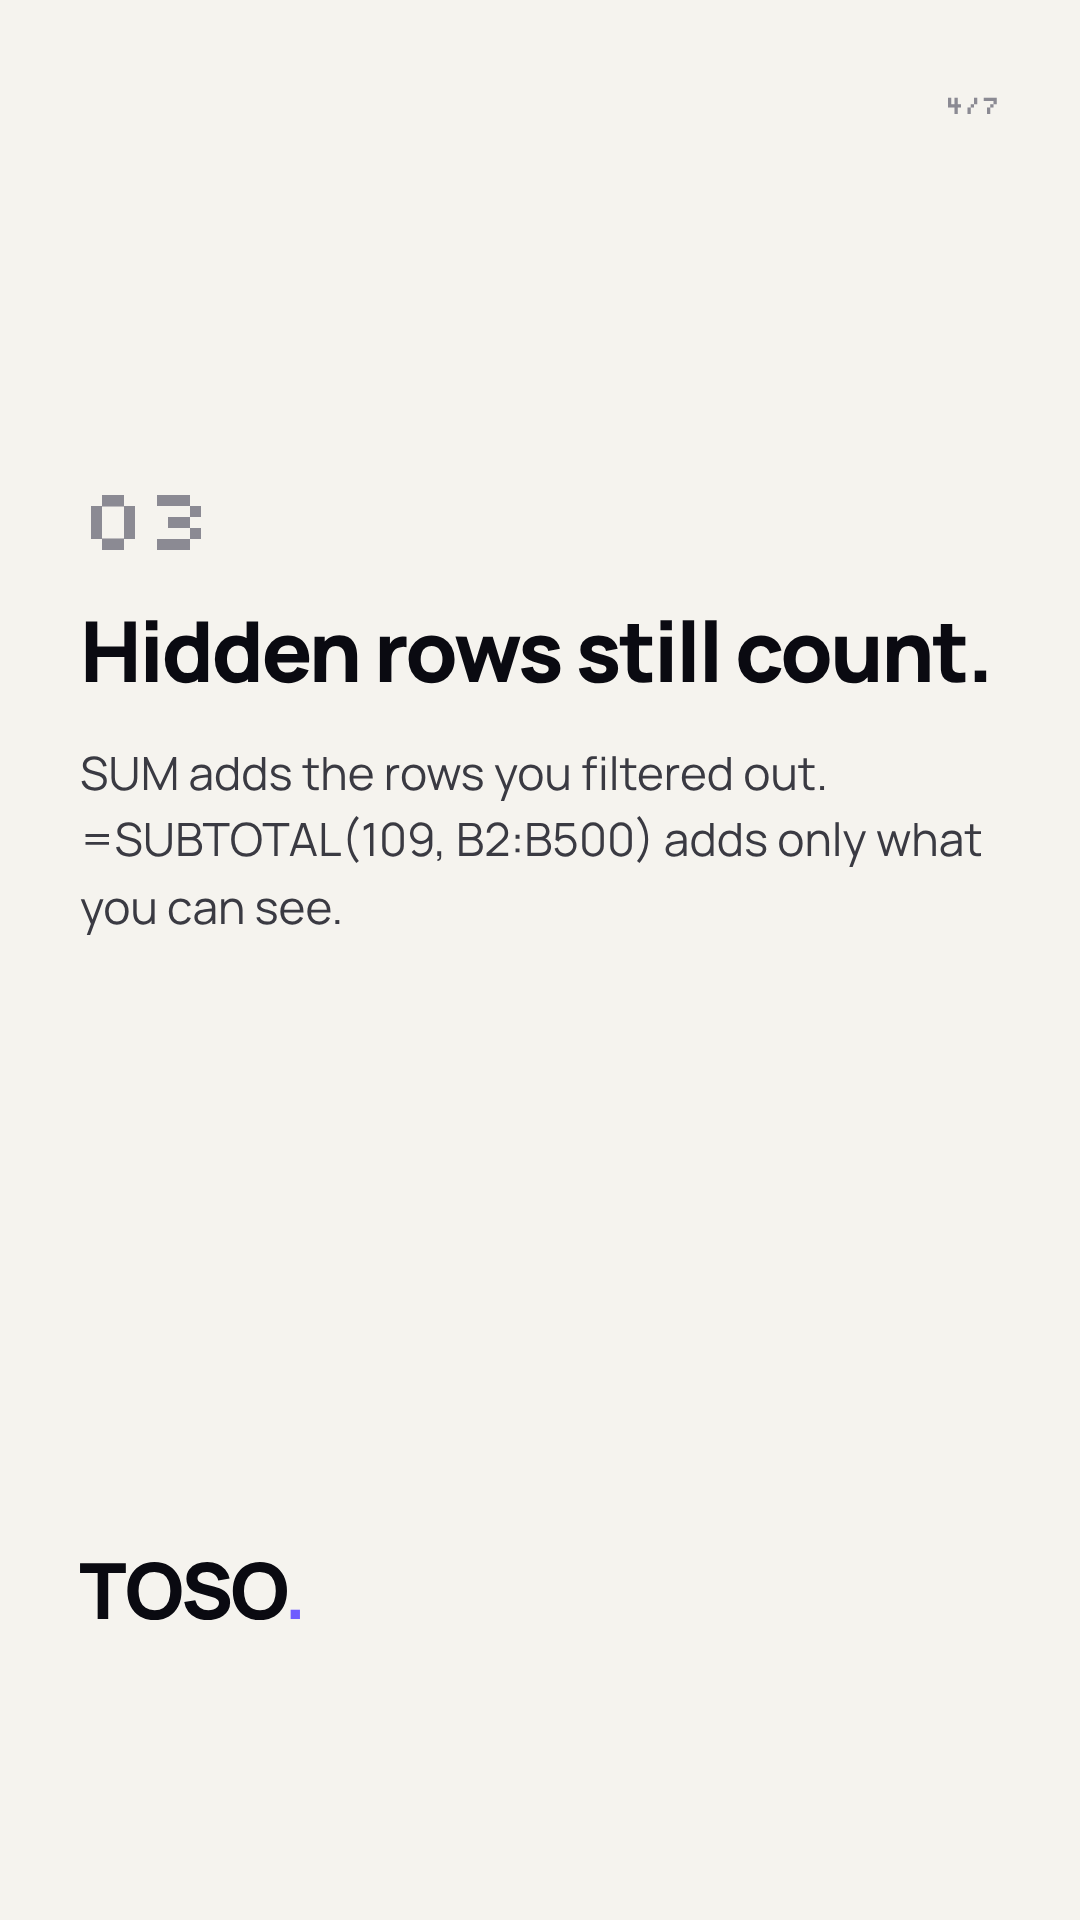 4/7
03
Hidden rows still count.
SUM adds the rows you filtered out.
=SUBTOTAL(109, B2:B500) adds only what
you can see.
TOSO.